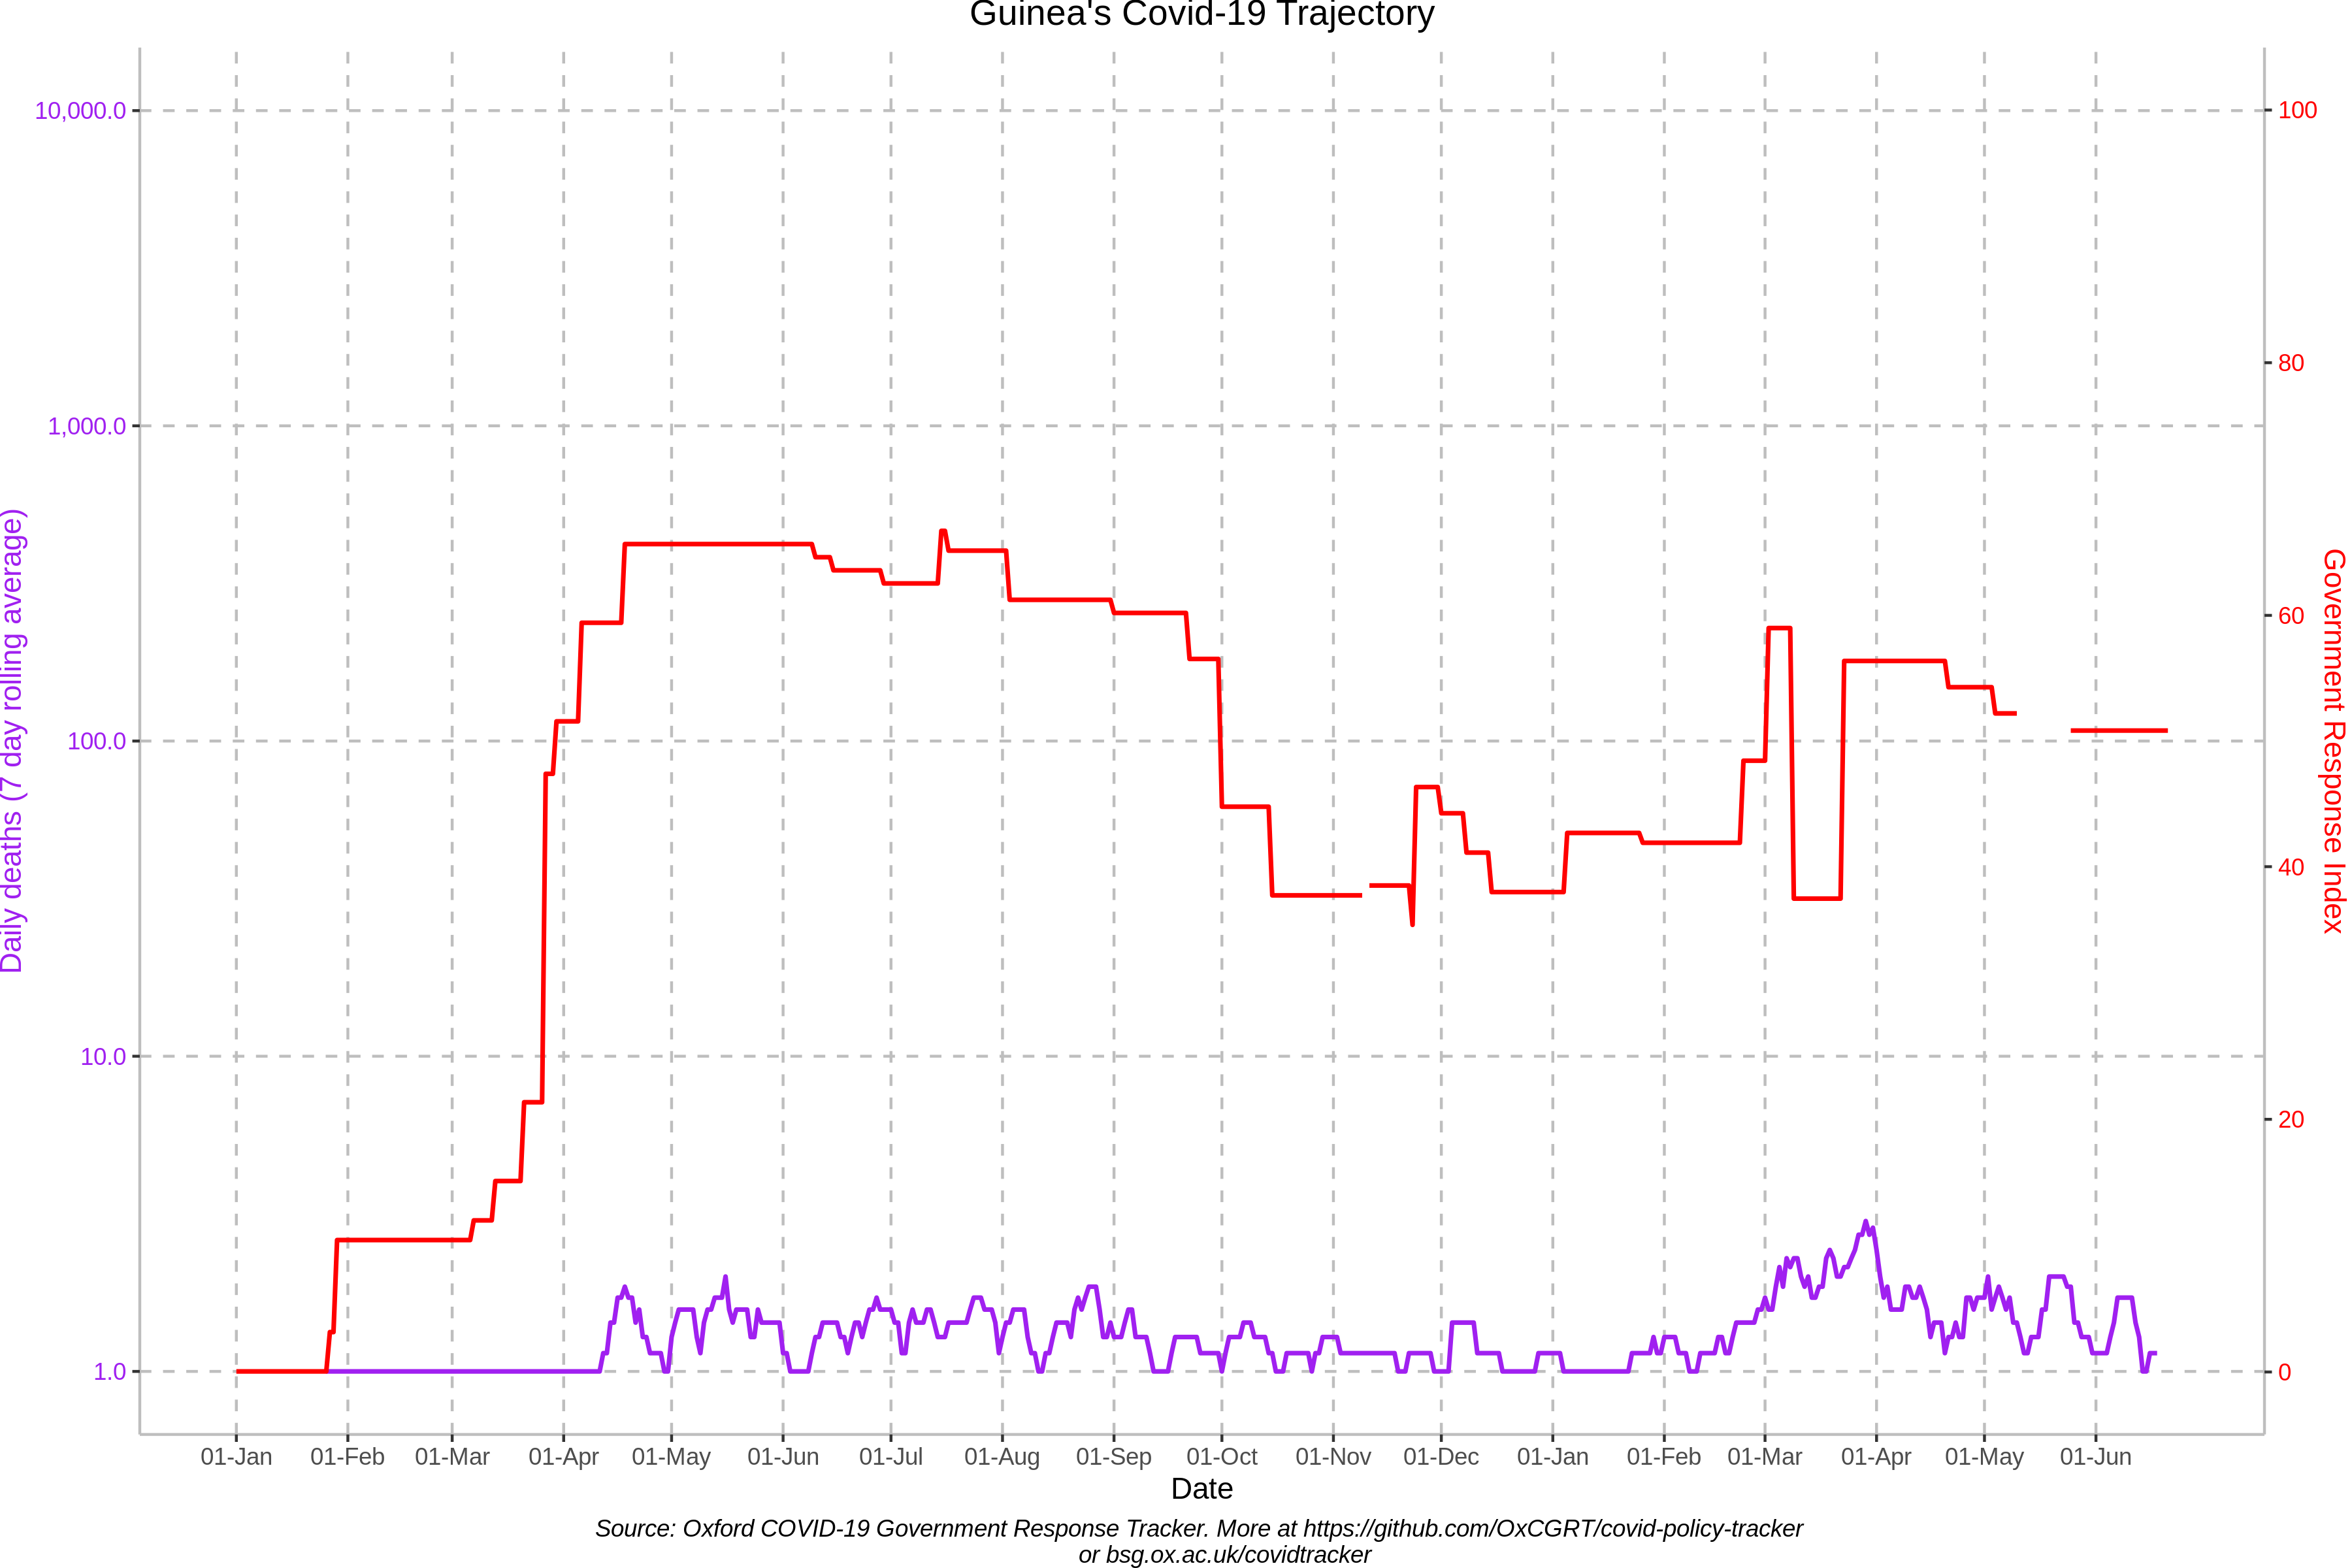 Guinea's Covid-19 Trajectory
10,000.0
1,000.0
100.0
10.0
1.0
Daily deaths (7 day rolling average)
100
80
60
40
20
0
Government Response Index
01-Jan 01-Feb 01-Mar 01-Apr 01-May 01-Jun 01-Jul 01-Aug 01-Sep 01-Oct 01-Nov 01-Dec 01-Jan 01-Feb 01-Mar 01-Apr 01-May 01-Jun
Date
Source: Oxford COVID-19 Government Response Tracker. More at https://github.com/OxCGRT/covid-policy-tracker
or bsg.ox.ac.uk/covidtracker